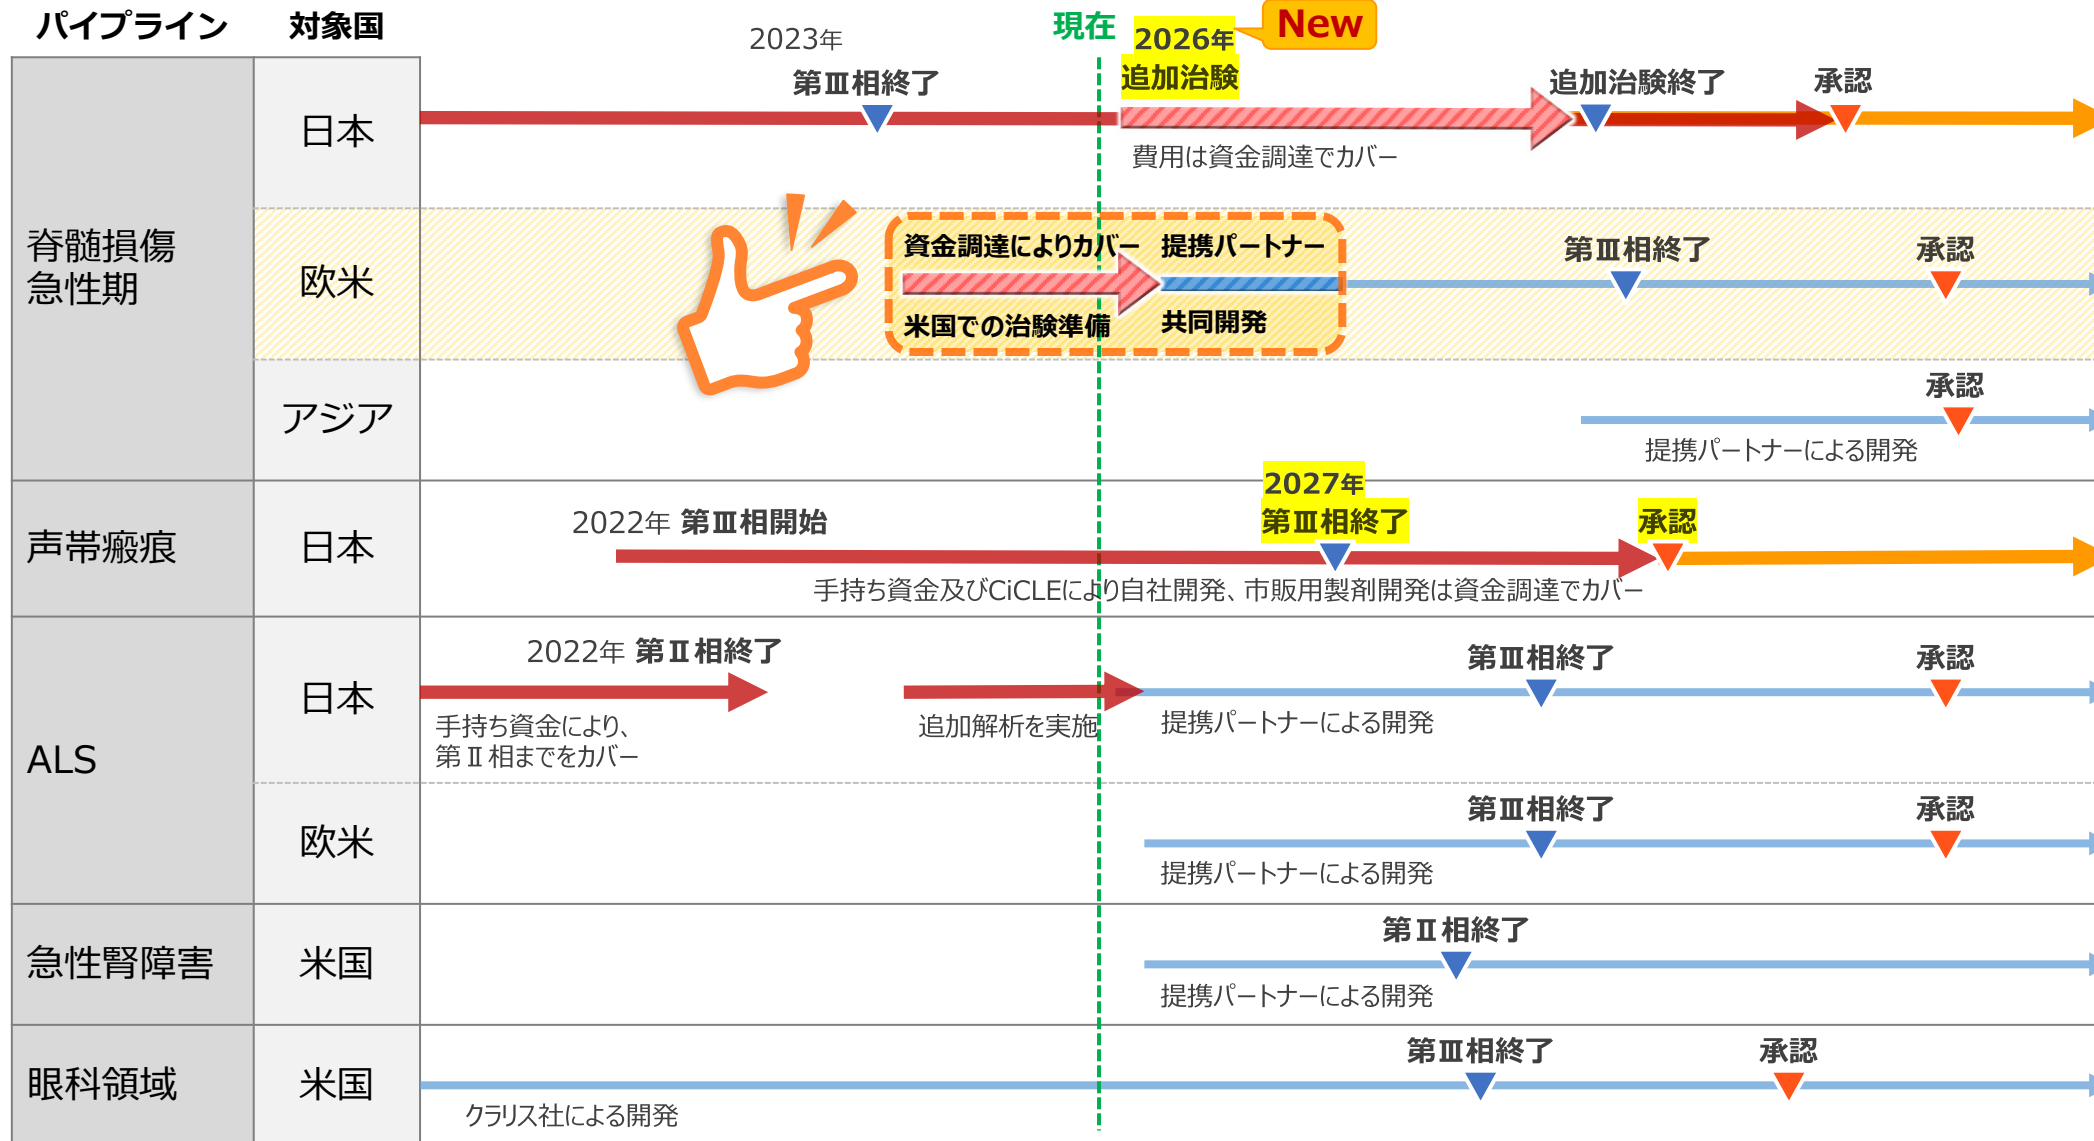 パイプライン
対象国
現在
New
2023年
第Ⅲ相終了
2026年
追加治験
追加治験終了
承認
日本
費用は資金調達でカバー
脊髄損傷
急性期
欧米
資金調達によりカバー
提携パートナー
米国での治験準備
共同開発
第Ⅲ相終了
承認
アジア
承認
提携パートナーによる開発
声帯瘢痕
日本
2022年 第Ⅲ相開始
2027年
第Ⅲ相終了
承認
手持ち資金及びCiCLEにより自社開発、市販用製剤開発は資金調達でカバー
ALS
日本
2022年 第Ⅱ相終了
手持ち資金により、
第Ⅱ相までをカバー
追加解析を実施
第Ⅲ相終了
承認
提携パートナーによる開発
欧米
第Ⅲ相終了
承認
提携パートナーによる開発
急性腎障害
米国
第Ⅱ相終了
提携パートナーによる開発
眼科領域
米国
第Ⅲ相終了
承認
クラリス社による開発